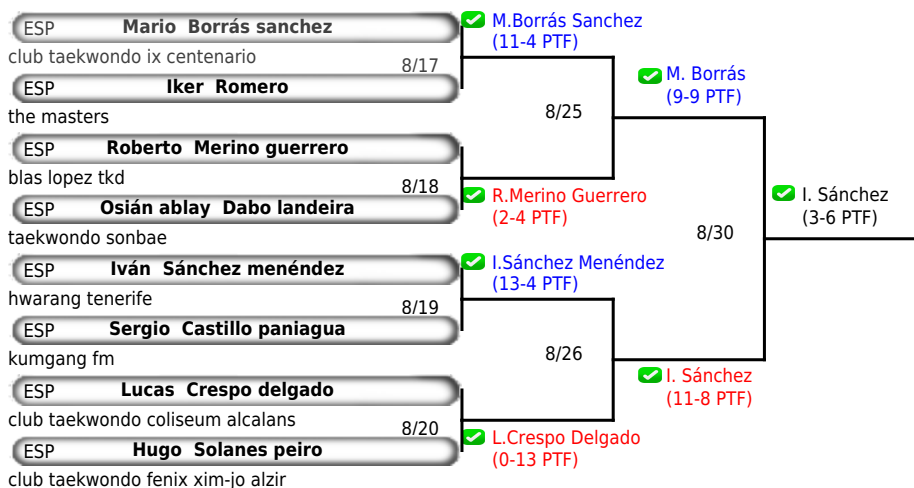 ESP Mario Borrás sanchez
club taekwondo ix centenario
8/17
ESP Iker Romero
the masters
ESP Roberto Merino guerrero
blas lopez tkd
8/18
ESP Osián ablay Dabo landeira
taekwondo sonbae
ESP Iván Sánchez menéndez
hwarang tenerife
8/19
ESP Sergio Castillo paniagua
kumgang fm
ESP Lucas Crespo delgado
club taekwondo coliseum alcalans
8/20
ESP Hugo Solanes peiro
club taekwondo fenix xim-jo alzir
M.Borrás Sanchez
(11-4 PTF)
8/25
R.Merino Guerrero
(2-4 PTF)
I.Sánchez Menéndez
(13-4 PTF)
8/26
L.Crespo Delgado
(0-13 PTF)
M. Borrás
(9-9 PTF)
8/30
I. Sánchez
(11-8 PTF)
I. Sánchez
(3-6 PTF)